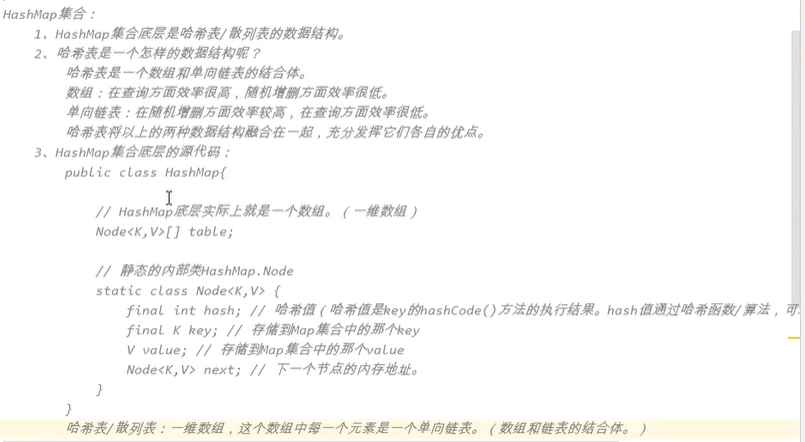 HashMap集合：
1、HashMap集合底层是哈希表/散列表的数据结构。
2、哈希表是一个怎样的数据结构呢？
哈希表是一个数组和单向链表的结合体。
数组：在查询方面效率很高，随机增删方面效率很低。
单向链表：在随机增删方面效率较高，在查询方面效率很低。
哈希表将以上的两种数据结构融合在一起，充分发挥它们各自的优点。
3、HashMap集合底层的源代码：
public class HashMap{
// HashMap底层实际上就是一个数组。（一维数组）
Node<K,V>[] table;
// 静态的内部类HashMap.Node
static class Node<K,V> {
final int hash; // 哈希值（哈希值是key的hashCode()方法的执行结果。hash值通过哈希函数/算法，可
final K key; // 存储到Map集合中的那个key
V value; // 存储到Map集合中的那个value
Node<K,V> next; // 下一个节点的内存地址。
}
}
哈希表/散列表：一维数组，这个数组中每一个元素是一个单向链表。（数组和链表的结合体。）